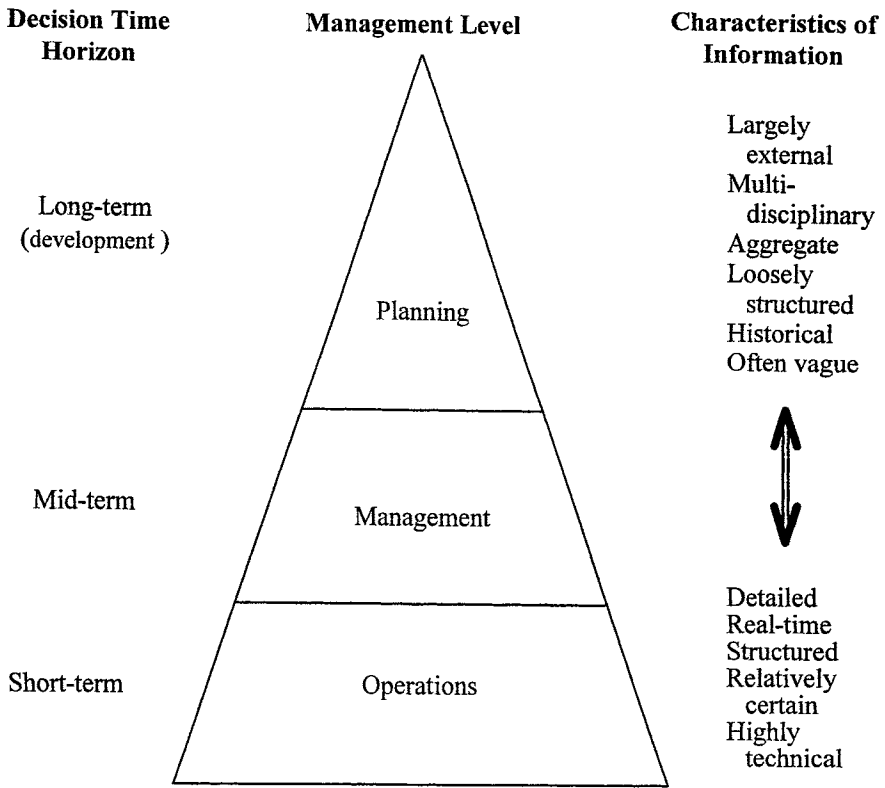 Decision Time
Horizon
Management Level
Characteristics of
Information
Long-term
(development )
Planning
Largely
external
Multi-
disciplinary
Aggregate
Loosely
structured
Historical
Often vague
Mid-term
Management
Short-term
Operations
Detailed
Real-time
Structured
Relatively
certain
Highly
technical